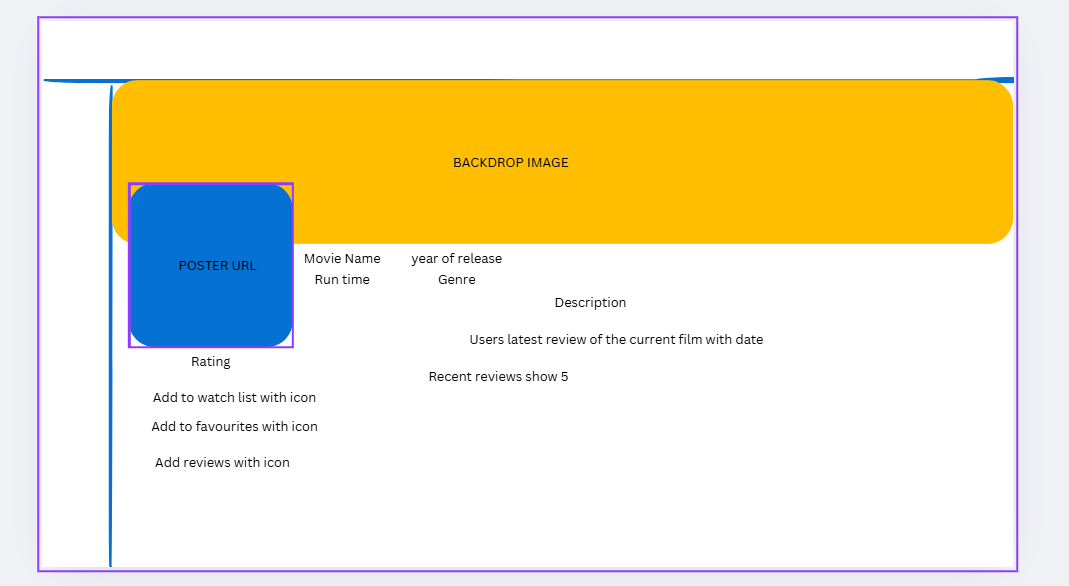 BACKDROP IMAGE
POSTER URL
Movie Name
year of release
Run time
Genre
Description
Users latest review of the current film with date
Rating
Recent reviews show 5
Add to watch list with icon
Add to favourites with icon
Add reviews with icon